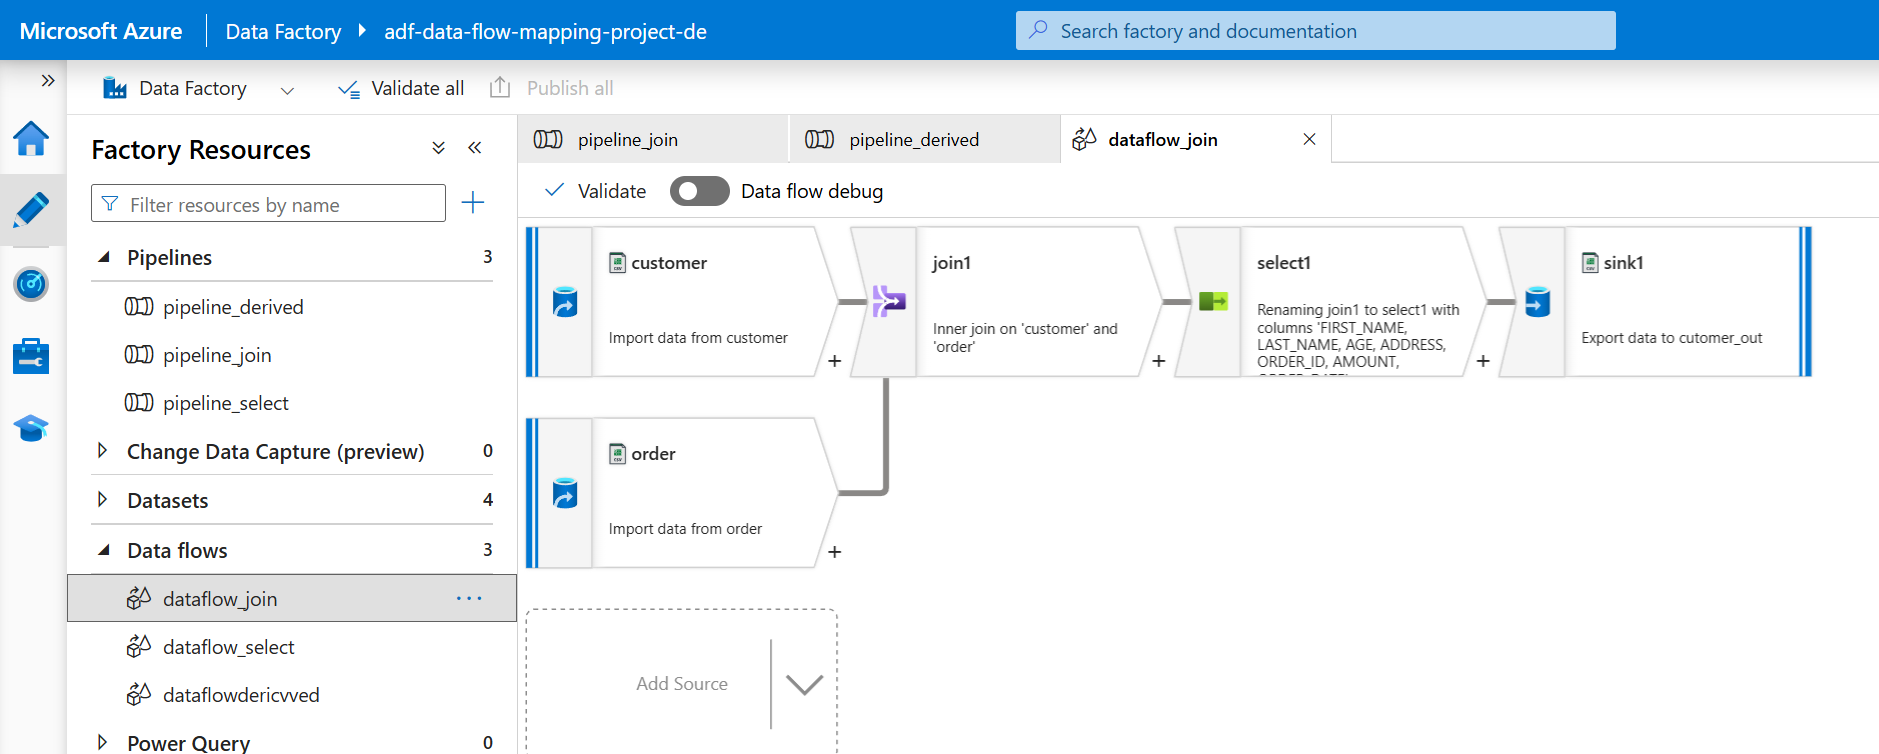 Microsoft Azure
Data Factory
adf-data-flow-mapping-project-de
Search factory and documentation
Data Factory
Validate all
Publish all
Factory Resources
Filter resources by name
Pipelines 3
pipeline_derived
pipeline_join
pipeline_select
Change Data Capture (preview) 0
Datasets 4
Data flows 3
dataflow_join
dataflow_select
dataflowdericvved
Power Query 0
pipeline_join
pipeline_derived
dataflow_join
Validate
Data flow debug
customer
Import data from customer
join1
Inner join on 'customer' and
'order'
select1
Renaming join1 to select1 with
columns 'FIRST_NAME,
LAST_NAME, AGE, ADDRESS,
ORDER_ID, AMOUNT,
sink1
Export data to cutomer_out
order
Import data from order
Add Source